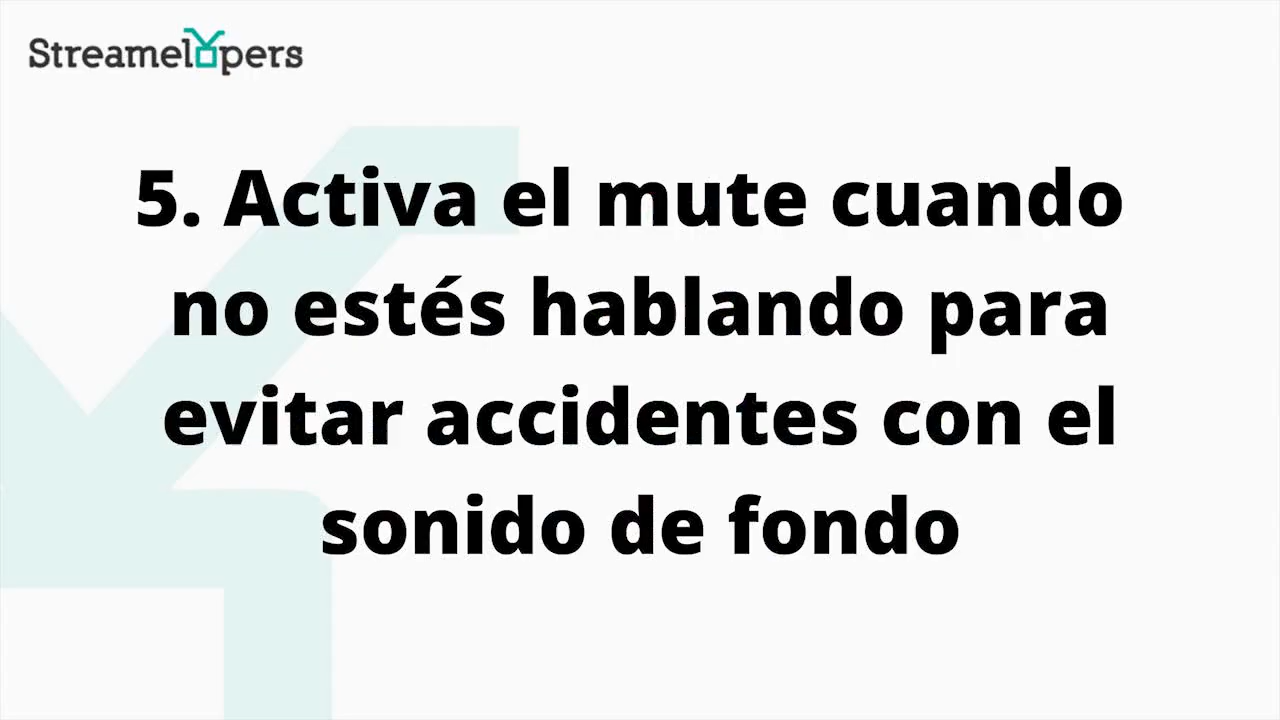 Streamelopers
5. Activa el mute cuando
no estés hablando para
evitar accidentes con el
sonido de fondo